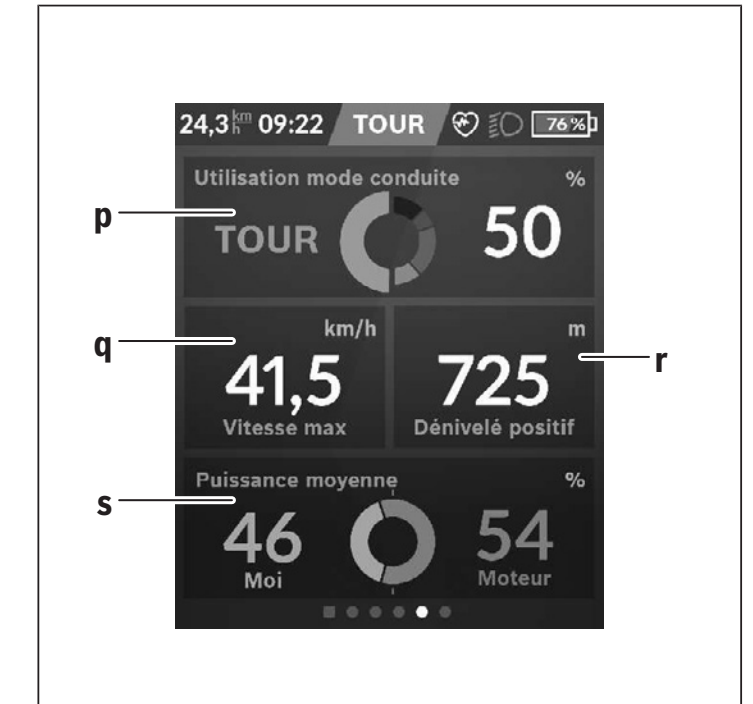 24,3 km/h 09:22 TOUR 76 %
Utilisation mode conduite %
p
TOUR 50
q
km/h m
r
41,5 725
Vitesse max Dénivelé positif
Puissance moyenne %
s
46 54
Moi Moteur